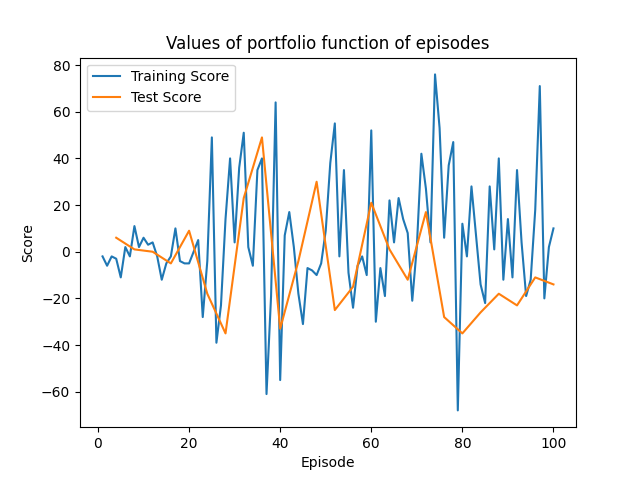 Values of portfolio function of episodes
Training Score
Test Score
80
60
40
20
0
−20
−40
−60
Score
0 20 40 60 80 100
Episode